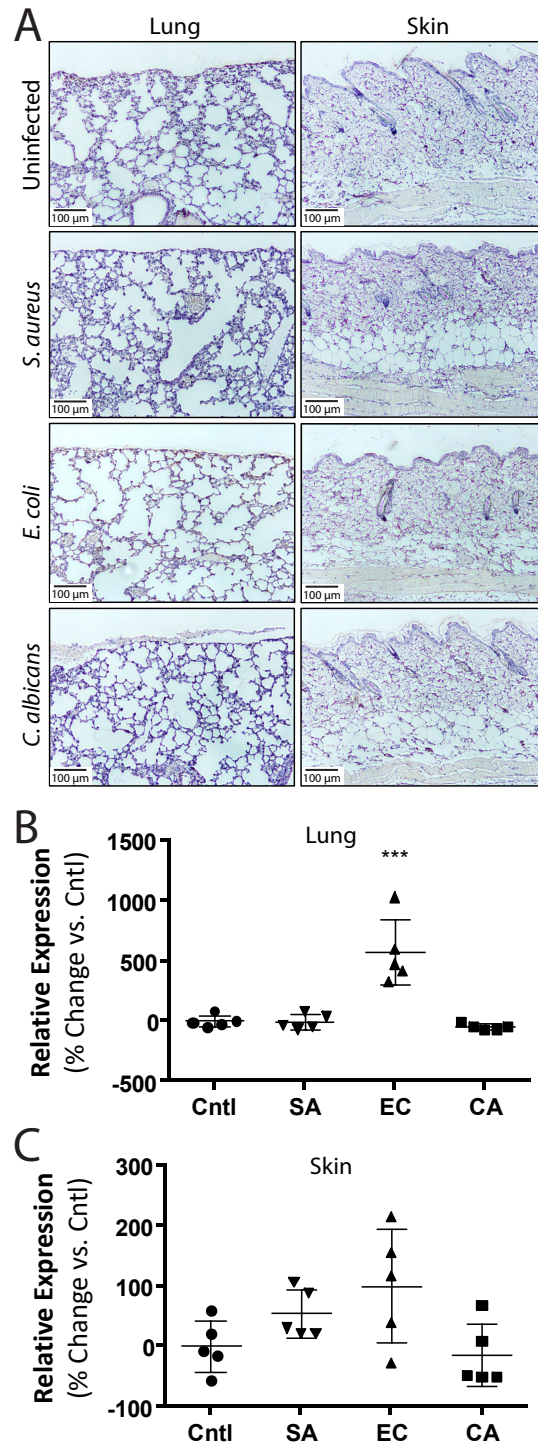 A
Lung
Skin
Uninfected
100 µm
100 µm
S. aureus
100 µm
100 µm
E. coli
100 µm
100 µm
C. albicans
100 µm
100 µm
B
Lung
Relative Expression
(% Change vs. Cntl)
1500
1000
500
0
-500
***
Cntl SA EC CA
C
Skin
Relative Expression
(% Change vs. Cntl)
300
200
100
0
-100
Cntl SA EC CA